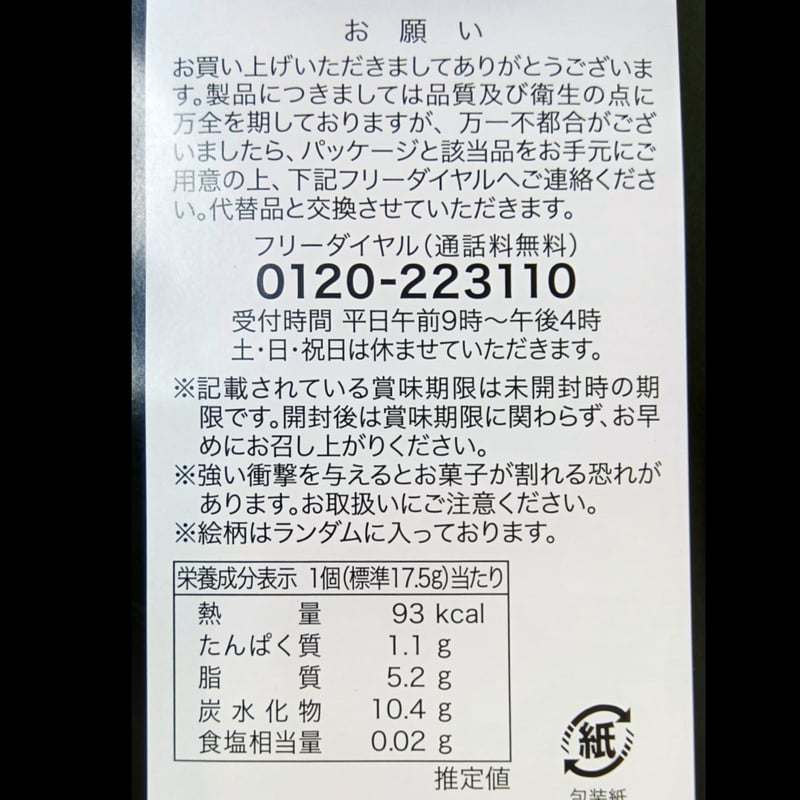 お願い
お買い上げいただきましてありがとうございま
す。製品につきましては品質及び衛生の点に
万全を期しておりますが、万一不都合がござ
いましたら、パッケージと該当品をお手元にご
用意の上、下記フリーダイヤルへご連絡くださ
い。代替品と交換させていただきます。
フリーダイヤル(通話料無料)
0120-223110
受付時間 平日午前9時〜午後4時
土・日・祝日は休ませていただきます。
※記載されている賞味期限は未開封時の期
限です。開封後は賞味期限に関わらず、お早
めにお召し上がりください。
※強い衝撃を与えるとお菓子が割れる恐れが
あります。お取扱いにご注意ください。
※絵柄はランダムに入っております。
栄養成分表示 1個(標準17.5g)当たり
熱量 93 kcal
たんぱく質 1.1 g
脂質 5.2 g
炭水化物 10.4 g
食塩相当量 0.02 g
推定値
紙
包装紙